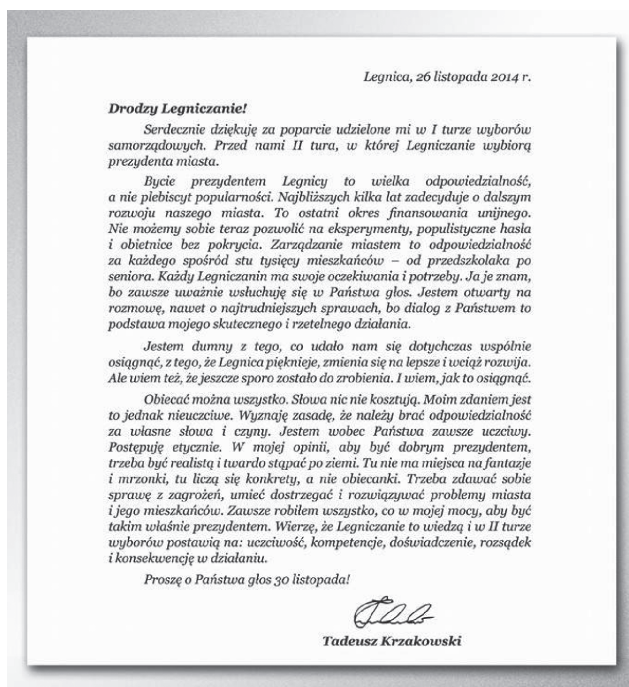 Legnica, 26 listopada 2014 r.
Drodzy Legniczanie!
Serdecznie dziękuję za poparcie udzielone mi w I turze wyborów
samorządowych. Przed nami II tura, w której Legniczanie wybiorą
prezydenta miasta.
Bycie prezydentem Legnicy to wielka odpowiedzialność,
a nie plebiscyt popularności. Najbliższych kilka lat zadecyduje o dalszym
rozwoju naszego miasta. To ostatni okres finansowania unijnego.
Nie możemy sobie teraz pozwolić na eksperymenty, populistyczne hasła
i obietnice bez pokrycia. Zarządzanie miastem to odpowiedzialność
za każdego spośród stu tysięcy mieszkańców – od przedszkolaka po
seniora. Każdy Legniczanin ma swoje oczekiwania i potrzeby. Ja je znam,
bo zawsze uważnie wsłuchuję się w Państwa głos. Jestem otwarty na
rozmowę, nawet o najtrudniejszych sprawach, bo dialog z Państwem to
podstawa mojego skutecznego i rzetelnego działania.
Jestem dumny z tego, co udało nam się dotychczas wspólnie
osiągnąć, z tego, że Legnica pięknieje, zmienia się na lepsze i wciąż rozwija.
Ale wiem też, że jeszcze sporo zostało do zrobienia. I wiem, jak to osiągnąć.
Obiecać można wszystko. Słowa nic nie kosztują. Moim zdaniem jest
to jednak nieuczciwe. Wyznaję zasadę, że należy brać odpowiedzialność
za własne słowa i czyny. Jestem wobec Państwa zawsze uczciwy.
Postępuję etycznie. W mojej opinii, aby być dobrym prezydentem,
trzeba być realistą i twardo stąpać po ziemi. Tu nie ma miejsca na fantazje
i mrzonki, tu liczą się konkrety, a nie obiecanki. Trzeba zdawać sobie
sprawę z zagrożeń, umieć dostrzegać i rozwiązywać problemy miasta
i jego mieszkańców. Zawsze robiłem wszystko, co w mojej mocy, aby być
takim właśnie prezydentem. Wierzę, że Legniczanie to wiedzą i w II turze
wyborów postawią na: uczciwość, kompetencje, doświadczenie, rozsądek
i konsekwencję w działaniu.
Proszę o Państwa głos 30 listopada!
Tadeusz Krzakowski